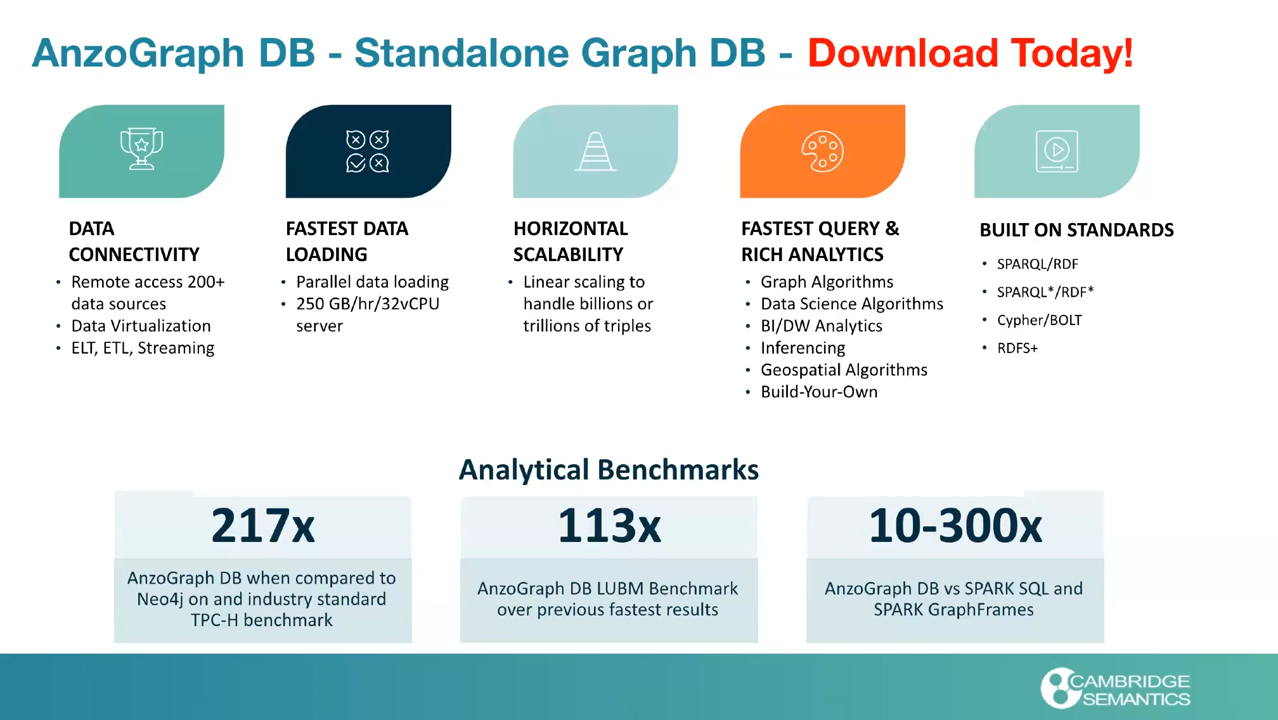 AnzoGraph DB - Standalone Graph DB - Download Today!
DATA
CONNECTIVITY
• Remote access 200+
data sources
• Data Virtualization
• ELT, ETL, Streaming
FASTEST DATA
LOADING
• Parallel data loading
• 250 GB/hr/32vCPU
server
HORIZONTAL
SCALABILITY
• Linear scaling to
handle billions or
trillions of triples
FASTEST QUERY &
RICH ANALYTICS
• Graph Algorithms
• Data Science Algorithms
• BI/DW Analytics
• Inferencing
• Geospatial Algorithms
• Build-Your-Own
BUILT ON STANDARDS
• SPARQL/RDF
• SPARQL*/RDF*
• Cypher/BOLT
• RDFS+
Analytical Benchmarks
217x
AnzoGraph DB when compared to
Neo4j on and industry standard
TPC-H benchmark
113x
AnzoGraph DB LUBM Benchmark
over previous fastest results
10-300x
AnzoGraph DB vs SPARK SQL and
SPARK GraphFrames
CAMBRIDGE
SEMANTICS